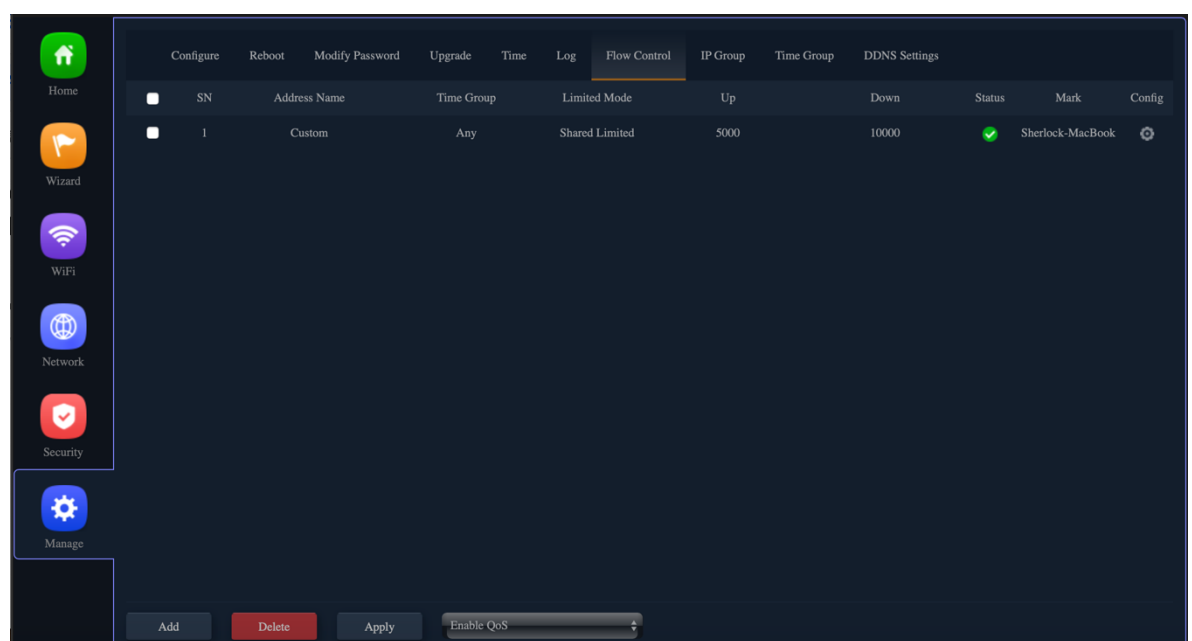 Configure Reboot Modify Password Upgrade Time Log Flow Control IP Group Time Group DDNS Settings
SN Address Name Time Group Limited Mode Up Down Status Mark Config
1 Custom Any Shared Limited 5000 10000 Sherlock-MacBook
Home
Wizard
WiFi
Network
Security
Manage
Add Delete Apply Enable QoS